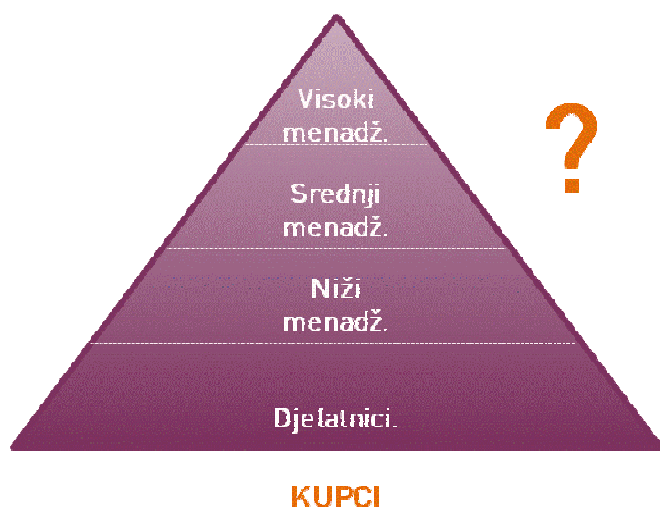 Visoki
menadž.
?
Srednji
menadž.
Niži
menadž.
Djelatnici.
KUPCI